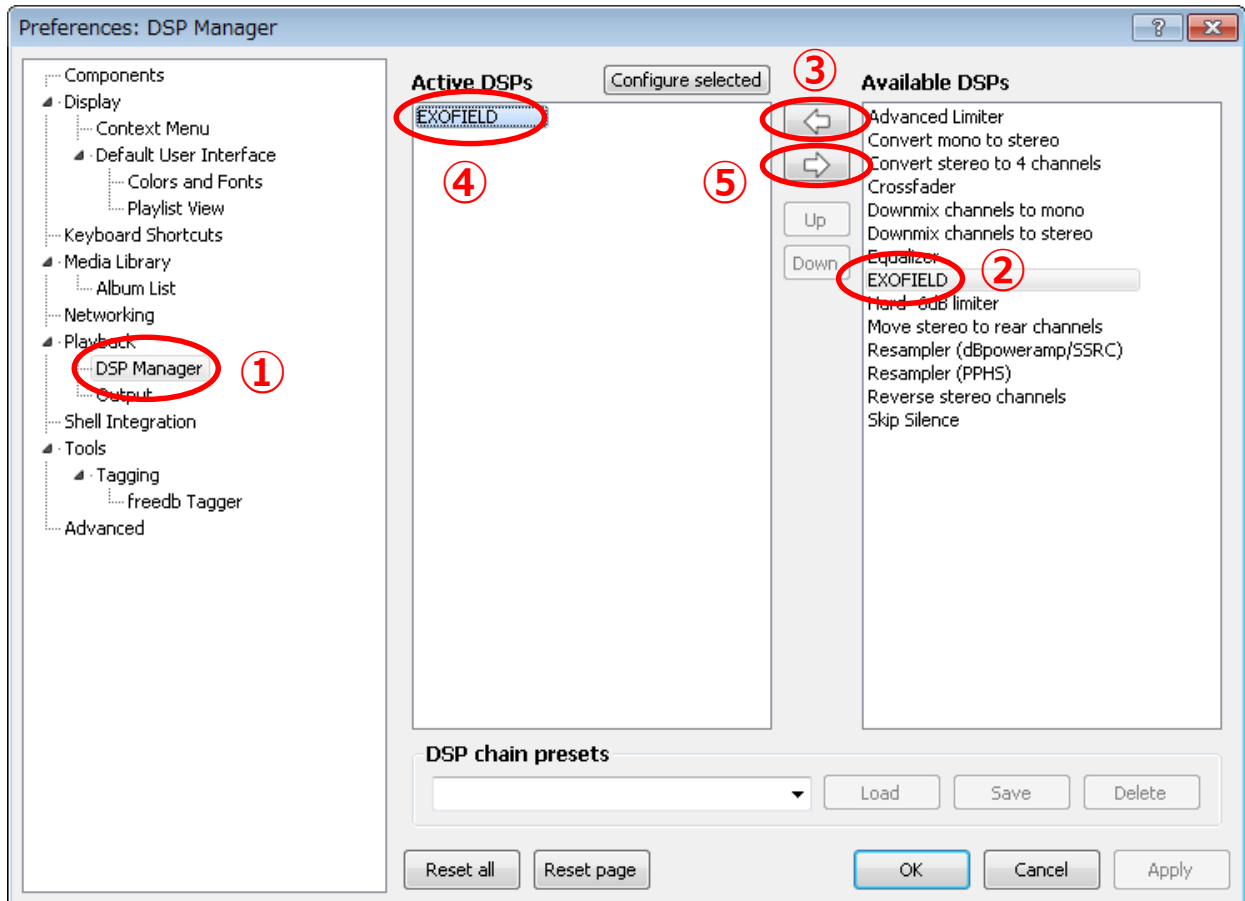 Preferences: DSP Manager
?
Components
Display
Context Menu
Default User Interface
Colors and Fonts
Playlist View
Keyboard Shortcuts
Media Library
Album List
Networking
Playback
DSP Manager
①
Output
Shell Integration
Tools
Tagging
freedb Tagger
Advanced
Active DSPs
Configure selected
EXOFIELD
④
③
⑤
Up
Down
Available DSPs
Advanced Limiter
Convert mono to stereo
Convert stereo to 4 channels
Crossfader
Downmix channels to mono
Downmix channels to stereo
Equalizer
EXOFIELD
②
Hard -6dB limiter
Move stereo to rear channels
Resampler (dBpoweramp/SSRC)
Resampler (PPHS)
Reverse stereo channels
Skip Silence
DSP chain presets
Load
Save
Delete
Reset all
Reset page
OK
Cancel
Apply